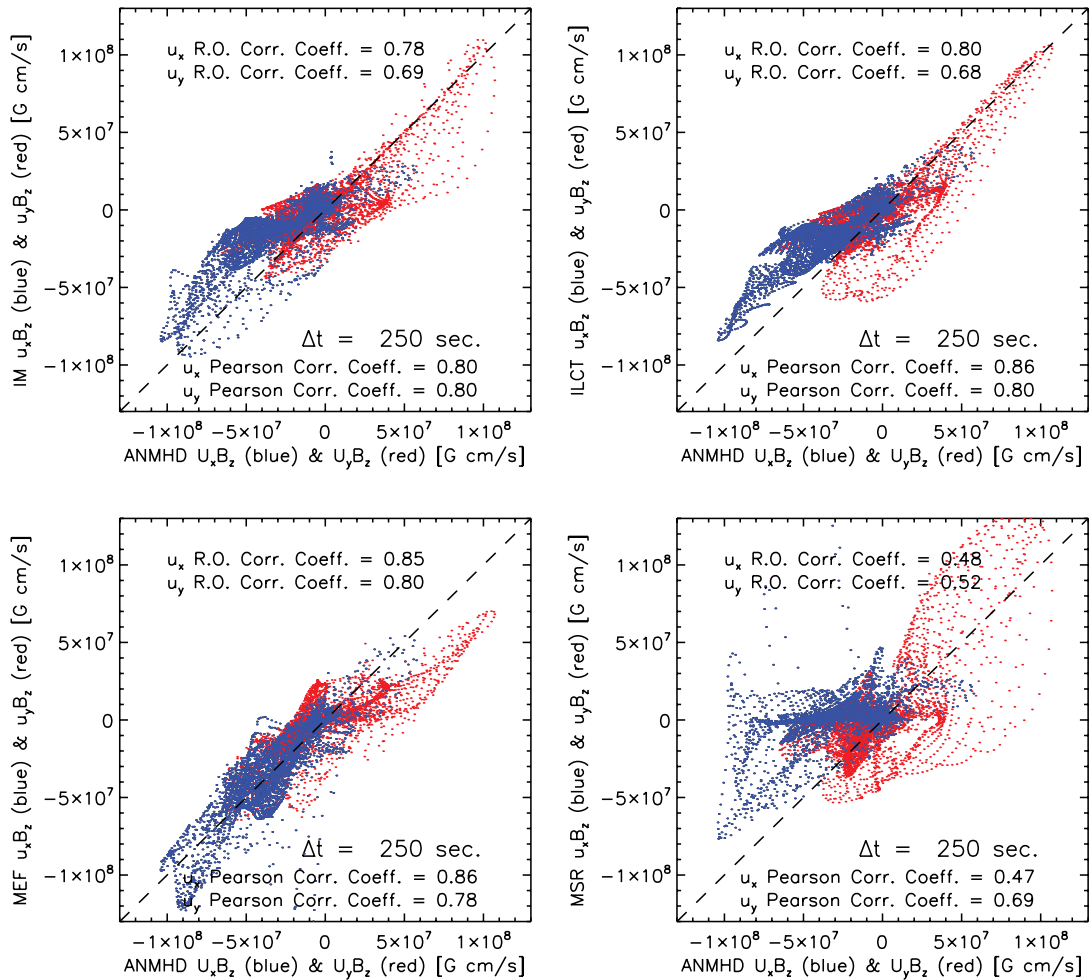 u_x R.O. Corr. Coeff. = 0.78
u_y R.O. Corr. Coeff. = 0.69
1×10^8
5×10^7
0
−5×10^7
−1×10^8
IM u_xB_z (blue) & u_yB_z (red) [G cm/s]
Δt = 250 sec.
u_x Pearson Corr. Coeff. = 0.80
u_y Pearson Corr. Coeff. = 0.80
−1×10^8 −5×10^7 0 5×10^7 1×10^8
ANMHD U_xB_z (blue) & U_yB_z (red) [G cm/s]
u_x R.O. Corr. Coeff. = 0.80
u_y R.O. Corr. Coeff. = 0.68
1×10^8
5×10^7
0
−5×10^7
−1×10^8
ILCT u_xB_z (blue) & u_yB_z (red) [G cm/s]
Δt = 250 sec.
u_x Pearson Corr. Coeff. = 0.86
u_y Pearson Corr. Coeff. = 0.80
−1×10^8 −5×10^7 0 5×10^7 1×10^8
ANMHD U_xB_z (blue) & U_yB_z (red) [G cm/s]
u_x R.O. Corr. Coeff. = 0.85
u_y R.O. Corr. Coeff. = 0.80
1×10^8
5×10^7
0
−5×10^7
−1×10^8
MEF u_xB_z (blue) & u_yB_z (red) [G cm/s]
Δt = 250 sec.
u_x Pearson Corr. Coeff. = 0.86
u_y Pearson Corr. Coeff. = 0.78
−1×10^8 −5×10^7 0 5×10^7 1×10^8
ANMHD U_xB_z (blue) & U_yB_z (red) [G cm/s]
u_x R.O. Corr. Coeff. = 0.48
u_y R.O. Corr. Coeff. = 0.52
1×10^8
5×10^7
0
−5×10^7
−1×10^8
MSR u_xB_z (blue) & u_yB_z (red) [G cm/s]
Δt = 250 sec.
u_x Pearson Corr. Coeff. = 0.47
u_y Pearson Corr. Coeff. = 0.69
−1×10^8 −5×10^7 0 5×10^7 1×10^8
ANMHD U_xB_z (blue) & U_yB_z (red) [G cm/s]